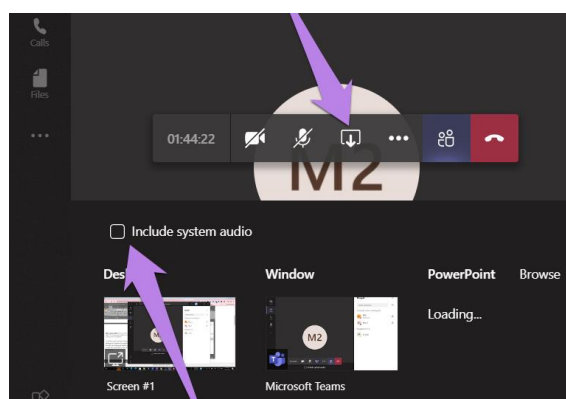 Calls
Files
01:44:22
M2
Include system audio
Des
Window
PowerPoint
Browse
Loading...
M2
Screen #1
Microsoft Teams